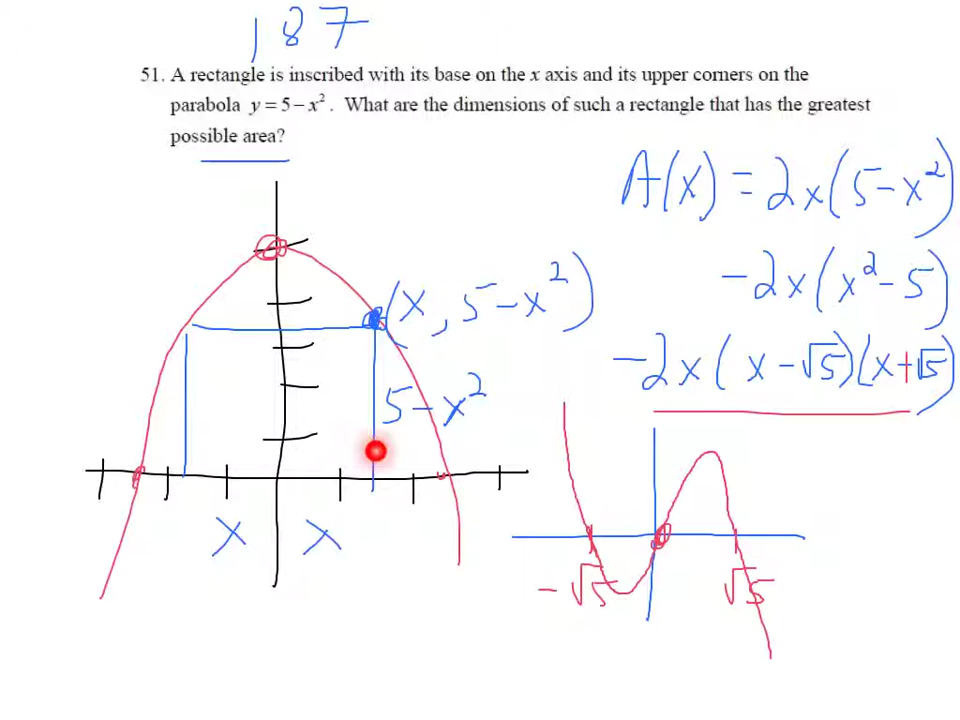 187
51. A rectangle is inscribed with its base on the x axis and its upper corners on the
parabola y = 5 − x². What are the dimensions of such a rectangle that has the greatest
possible area?
A(x) = 2x(5 − x²)
−2x(x² − 5)
−2x(x − √5)(x + √5)
(x, 5 − x²)
5 − x²
x x
−√5 √5